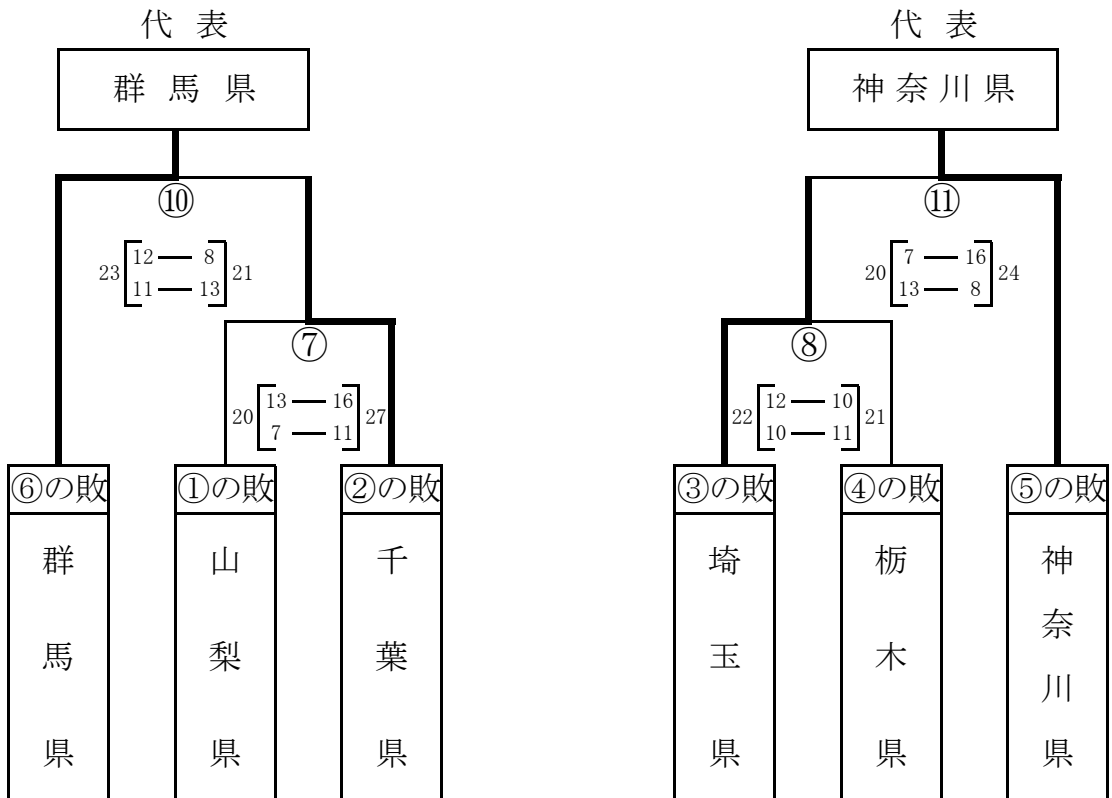 代 表 代 表
群 馬 県 神 奈 川 県
⑩ ⑪
12 8 7 16
23 21 20 24
11 13 13 8
⑦ ⑧
13 16 12 10
20 27 22 21
7 11 10 11
⑥の敗 ①の敗 ②の敗 ③の敗 ④の敗 ⑤の敗
群馬県
山梨県
千葉県
埼玉県
栃木県
神奈川県